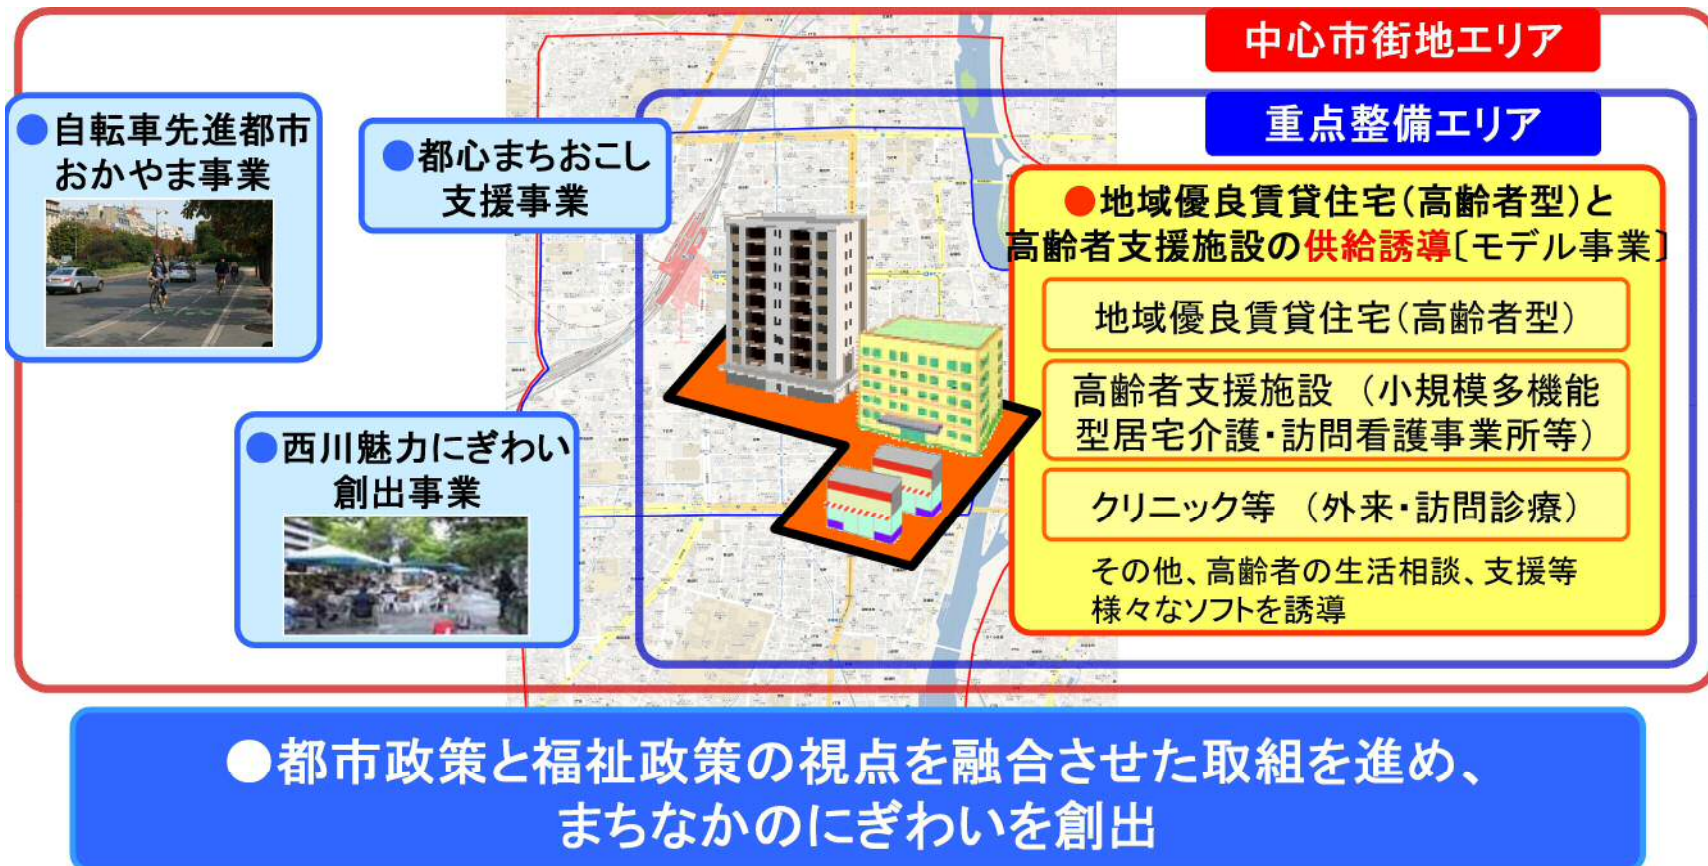 中心市街地エリア
重点整備エリア
●自転車先進都市
おかやま事業
●都心まちおこし
支援事業
●西川魅力にぎわい
創出事業
●地域優良賃貸住宅(高齢者型)と
高齢者支援施設の供給誘導〔モデル事業〕
地域優良賃貸住宅(高齢者型)
高齢者支援施設 (小規模多機能
型居宅介護・訪問看護事業所等)
クリニック等 (外来・訪問診療)
その他、高齢者の生活相談、支援等
様々なソフトを誘導
●都市政策と福祉政策の視点を融合させた取組を進め、
まちなかのにぎわいを創出